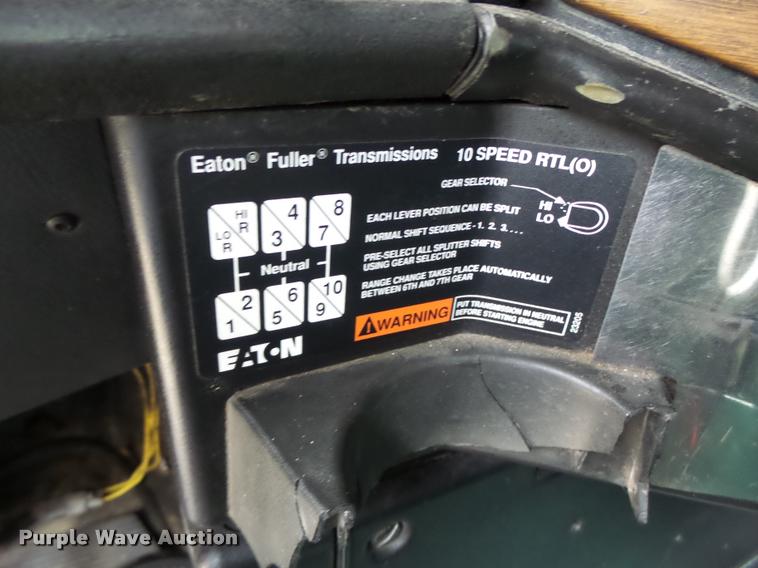 Eaton® Fuller® Transmissions 10 SPEED RTL(O)
GEAR SELECTOR
HI
LO
HI
R
LO
R
4
3
8
7
Neutral
2
1
6
5
10
9
EACH LEVER POSITION CAN BE SPLIT
NORMAL SHIFT SEQUENCE - 1, 2, 3, . . . .
PRE-SELECT ALL SPLITTER SHIFTS
USING GEAR SELECTOR
RANGE CHANGE TAKES PLACE AUTOMATICALLY
BETWEEN 6TH AND 7TH GEAR
WARNING
PUT TRANSMISSION IN NEUTRAL
BEFORE STARTING ENGINE
23205
EATON
Purple Wave Auction